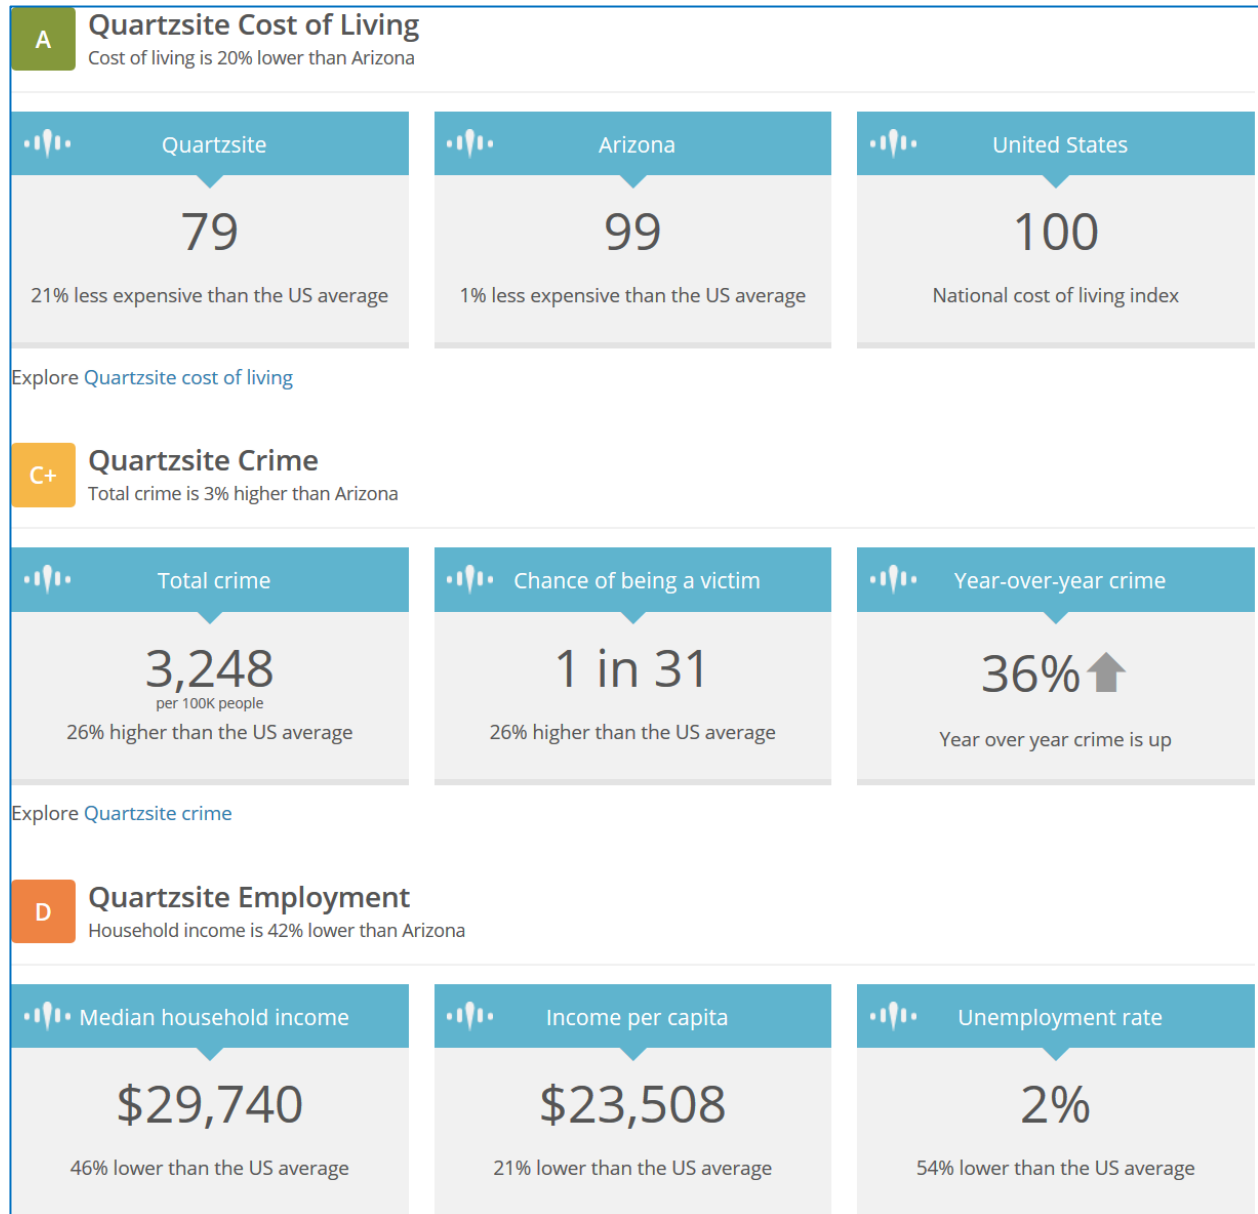 A
Quartzsite Cost of Living
Cost of living is 20% lower than Arizona
Quartzsite
Arizona
United States
79
99
100
21% less expensive than the US average
1% less expensive than the US average
National cost of living index
Explore Quartzsite cost of living
C+
Quartzsite Crime
Total crime is 3% higher than Arizona
Total crime
Chance of being a victim
Year-over-year crime
3,248
per 100K people
26% higher than the US average
1 in 31
26% higher than the US average
36%
Year over year crime is up
Explore Quartzsite crime
D
Quartzsite Employment
Household income is 42% lower than Arizona
Median household income
Income per capita
Unemployment rate
$29,740
$23,508
2%
46% lower than the US average
21% lower than the US average
54% lower than the US average